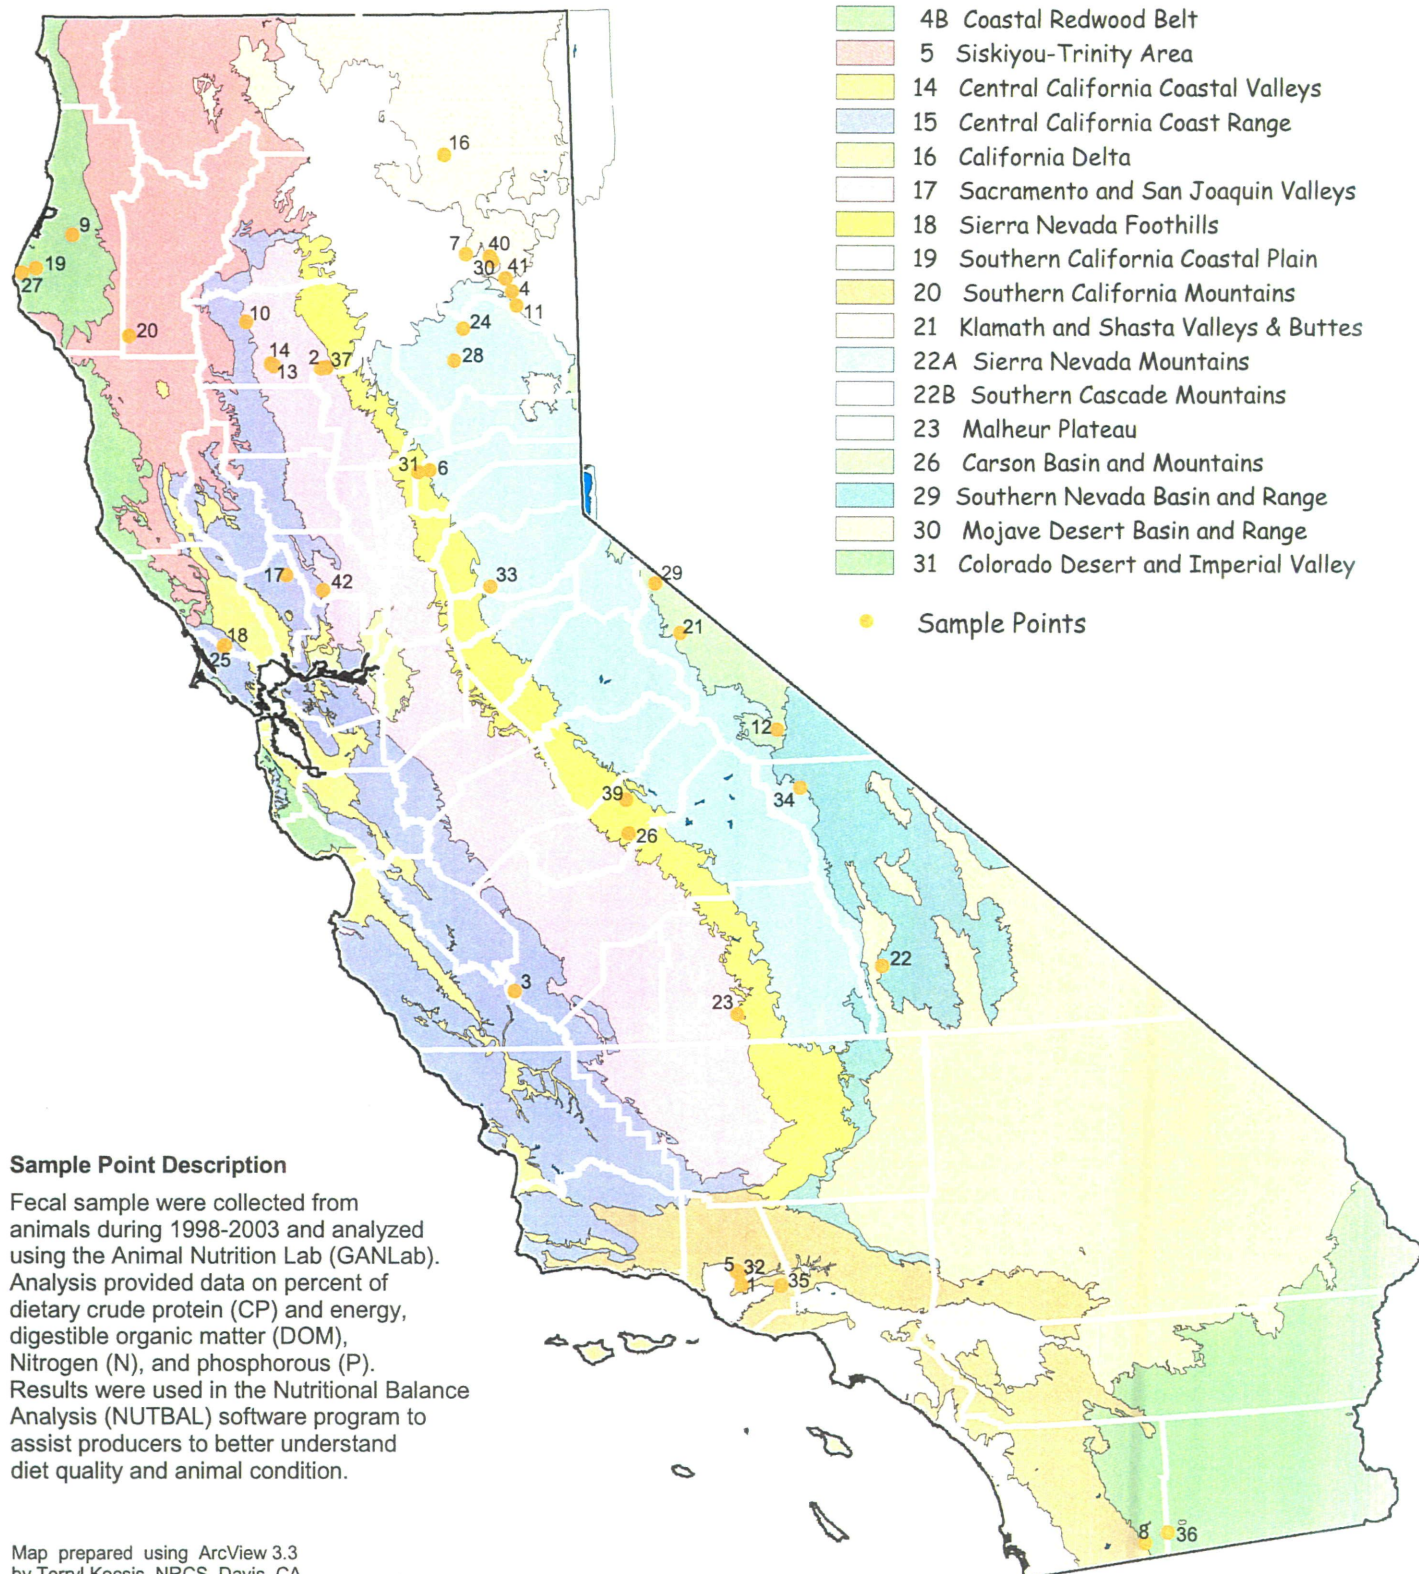 4B Coastal Redwood Belt
5 Siskiyou-Trinity Area
14 Central California Coastal Valleys
15 Central California Coast Range
16 California Delta
17 Sacramento and San Joaquin Valleys
18 Sierra Nevada Foothills
19 Southern California Coastal Plain
20 Southern California Mountains
21 Klamath and Shasta Valleys & Buttes
22A Sierra Nevada Mountains
22B Southern Cascade Mountains
23 Malheur Plateau
26 Carson Basin and Mountains
29 Southern Nevada Basin and Range
30 Mojave Desert Basin and Range
31 Colorado Desert and Imperial Valley
Sample Points
16
9
7
40
19
30
41
27
4
11
10
24
20
14
2
37
28
13
31
6
17
42
33
29
18
21
25
12
39
34
26
3
22
23
5
32
1
35
8
36
Sample Point Description
Fecal sample were collected from
animals during 1998-2003 and analyzed
using the Animal Nutrition Lab (GANLab).
Analysis provided data on percent of
dietary crude protein (CP) and energy,
digestible organic matter (DOM),
Nitrogen (N), and phosphorous (P).
Results were used in the Nutritional Balance
Analysis (NUTBAL) software program to
assist producers to better understand
diet quality and animal condition.
Map prepared using ArcView 3.3
NRCS, Davis, CA